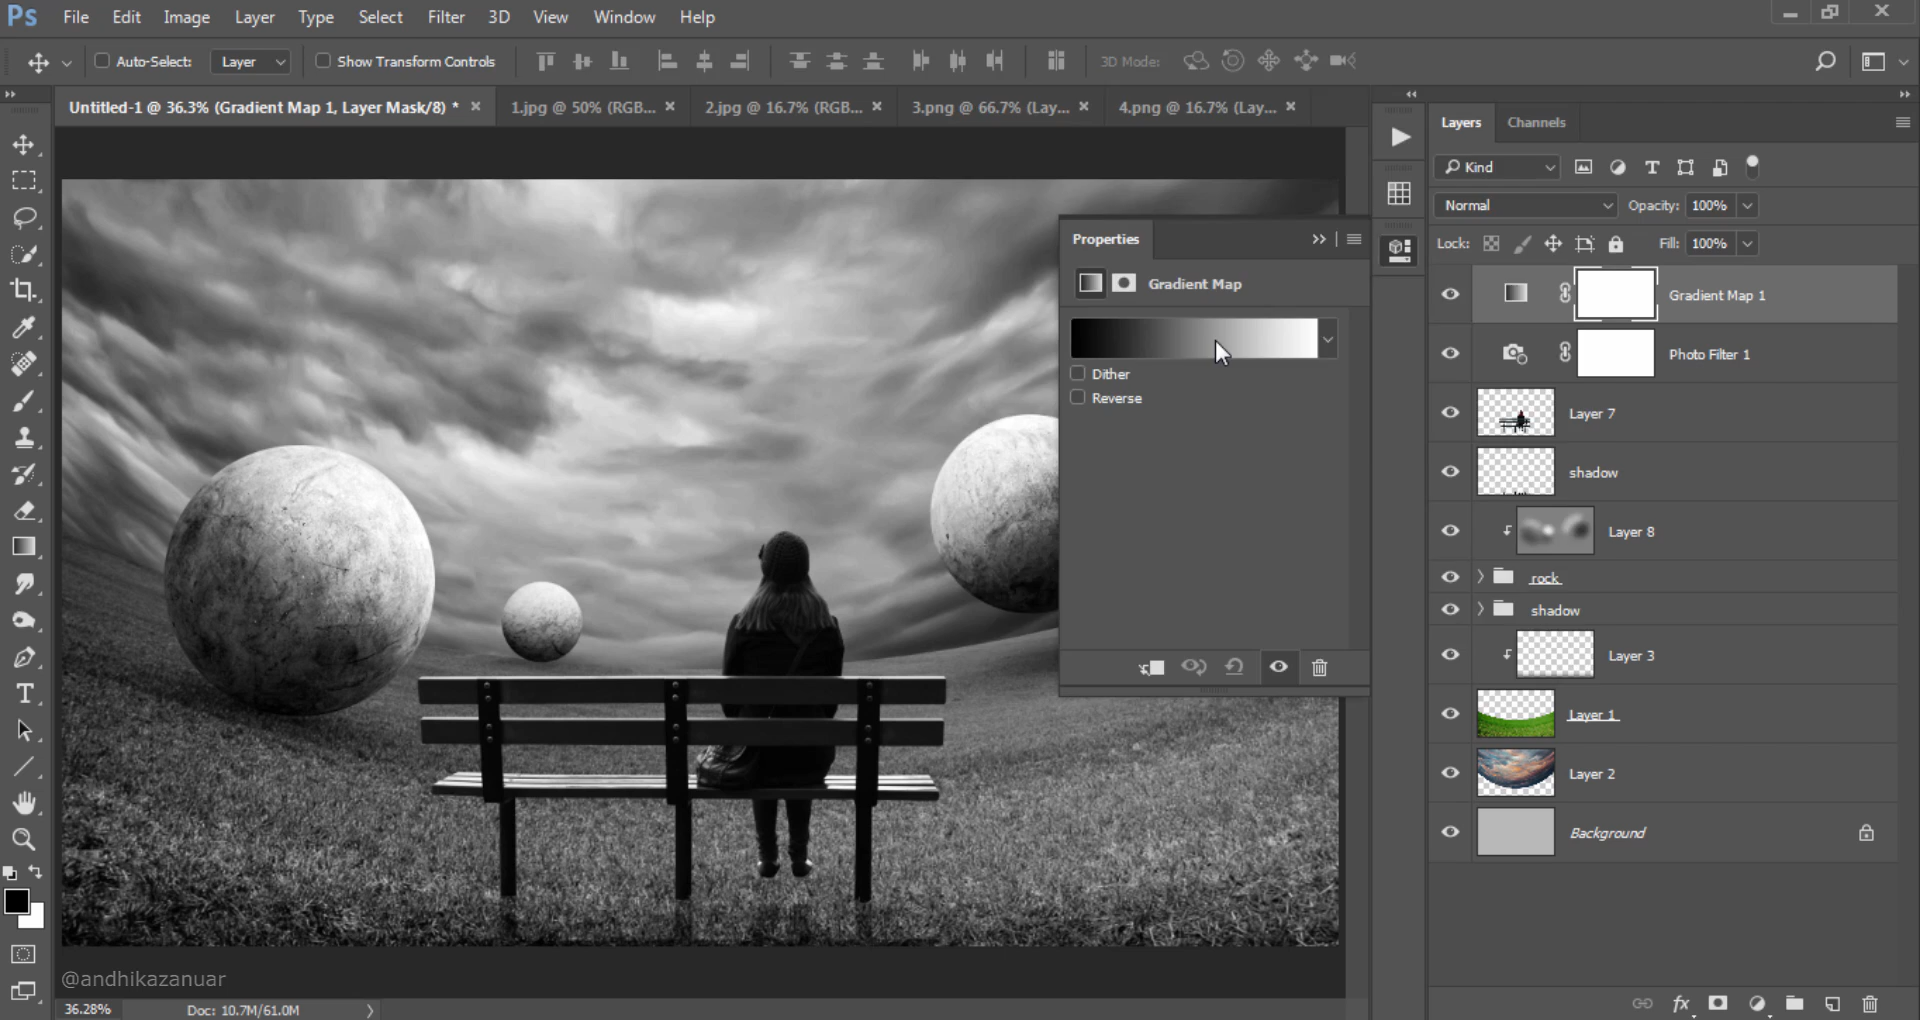 Ps File Edit Image Layer Type Select Filter 3D View Window Help
Auto-Select: Layer Show Transform Controls 3D Mode:
Untitled-1 @ 36.3% (Gradient Map 1, Layer Mask/8) * 1.jpg @ 50% (RGB... 2.jpg @ 16.7% (RGB... 3.png @ 66.7% (Lay... 4.png @ 16.7% (Lay...
Properties
Gradient Map
Dither
Reverse
Layers Channels
Kind
Normal Opacity: 100%
Lock: Fill: 100%
Gradient Map 1
Photo Filter 1
Layer 7
shadow
Layer 8
rock
shadow
Layer 3
Layer 1
Layer 2
Background
@andhikazanuar
36.28% Doc: 10.7M/61.0M